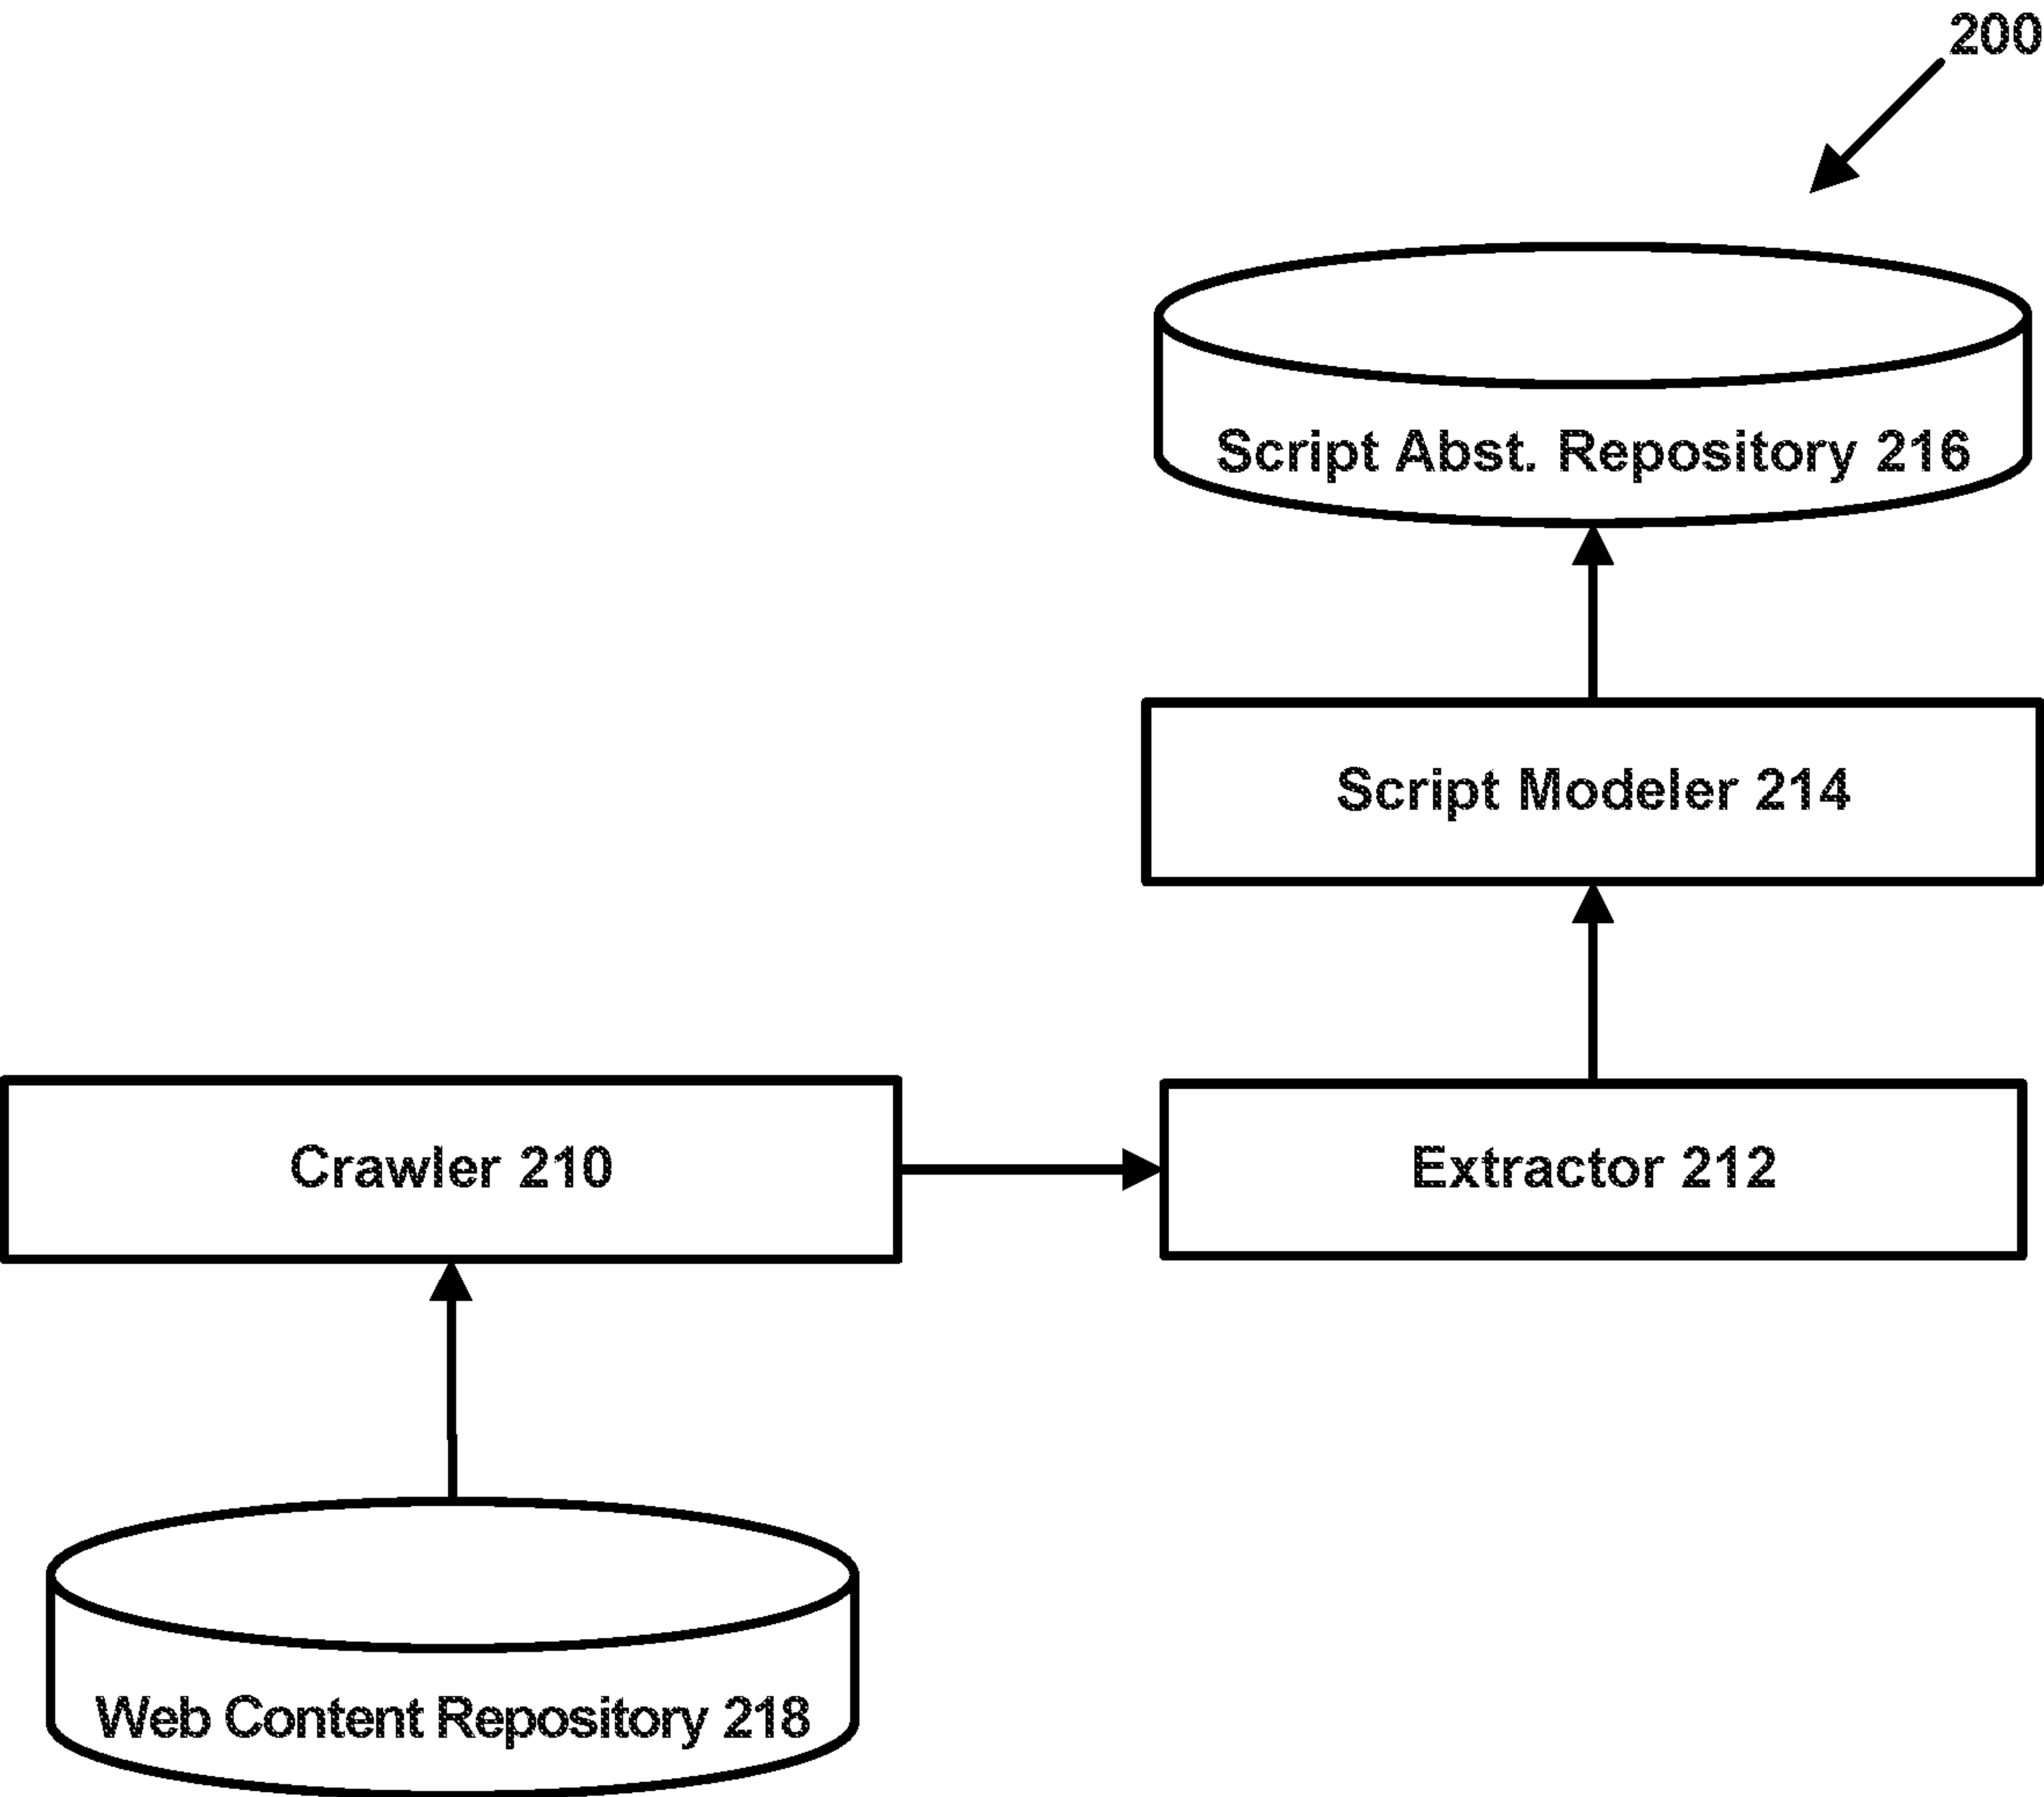 200
Script Abst. Repository 216
Script Modeler 214
Crawler 210
Extractor 212
Web Content Repository 218